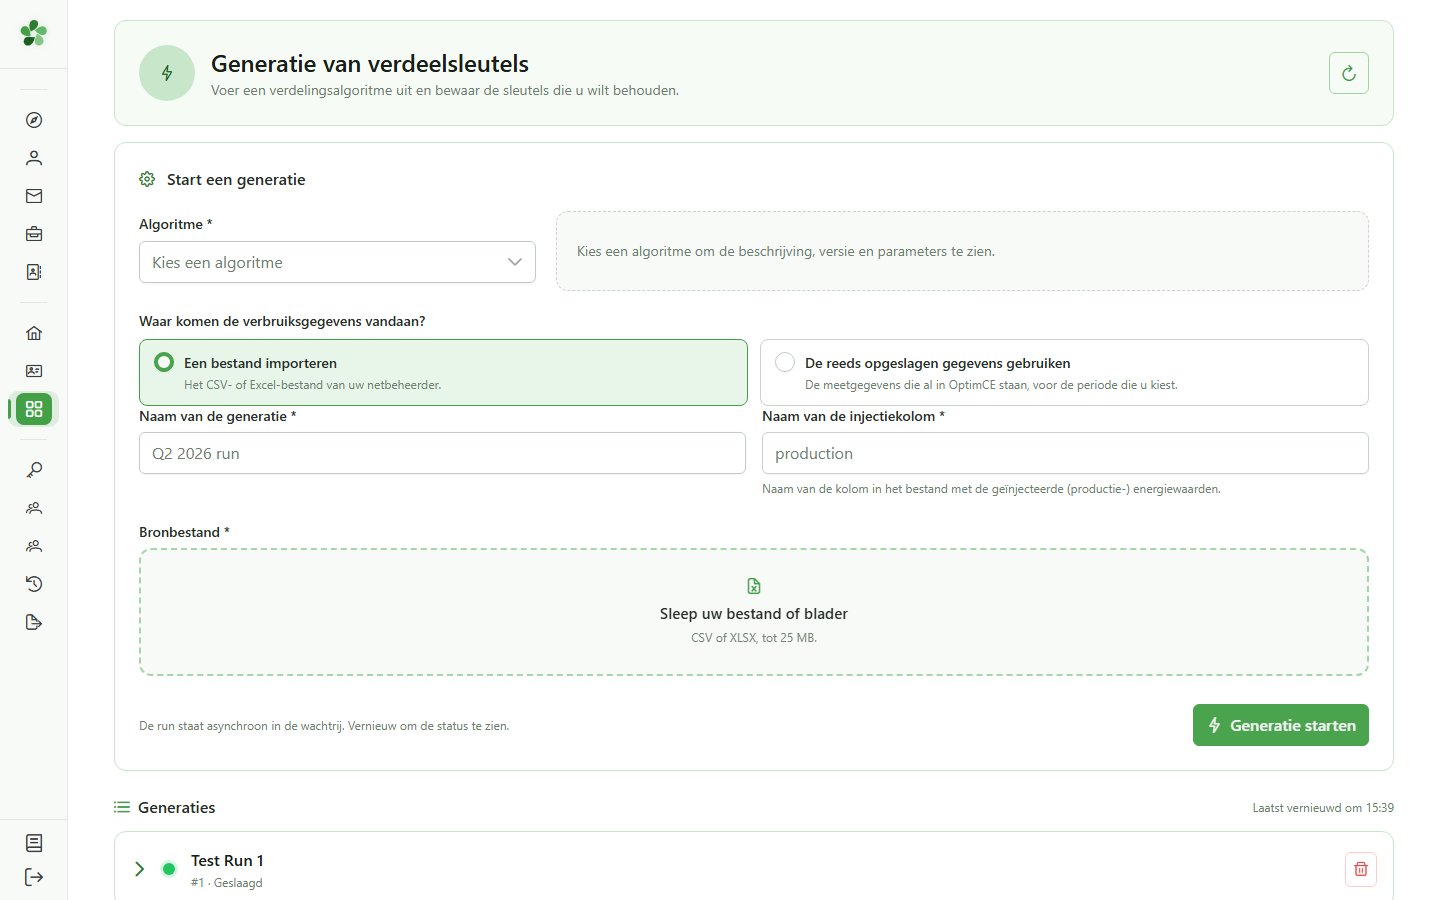 Generatie van verdeelsleutels
Voer een verdelingsalgoritme uit en bewaar de sleutels die u wilt behouden.
Start een generatie
Algoritme *
Kies een algoritme
Kies een algoritme om de beschrijving, versie en parameters te zien.
Waar komen de verbruiksgegevens vandaan?
Een bestand importeren
Het CSV- of Excel-bestand van uw netbeheerder.
De reeds opgeslagen gegevens gebruiken
De meetgegevens die al in OptimCE staan, voor de periode die u kiest.
Naam van de generatie *
Q2 2026 run
Naam van de injectiekolom *
production
Naam van de kolom in het bestand met de geïnjecteerde (productie-) energiewaarden.
Bronbestand *
Sleep uw bestand of blader
CSV of XLSX, tot 25 MB.
De run staat asynchroon in de wachtrij. Vernieuw om de status te zien.
Generatie starten
Generaties
Laatst vernieuwd om 15:39
Test Run 1
#1 · Geslaagd